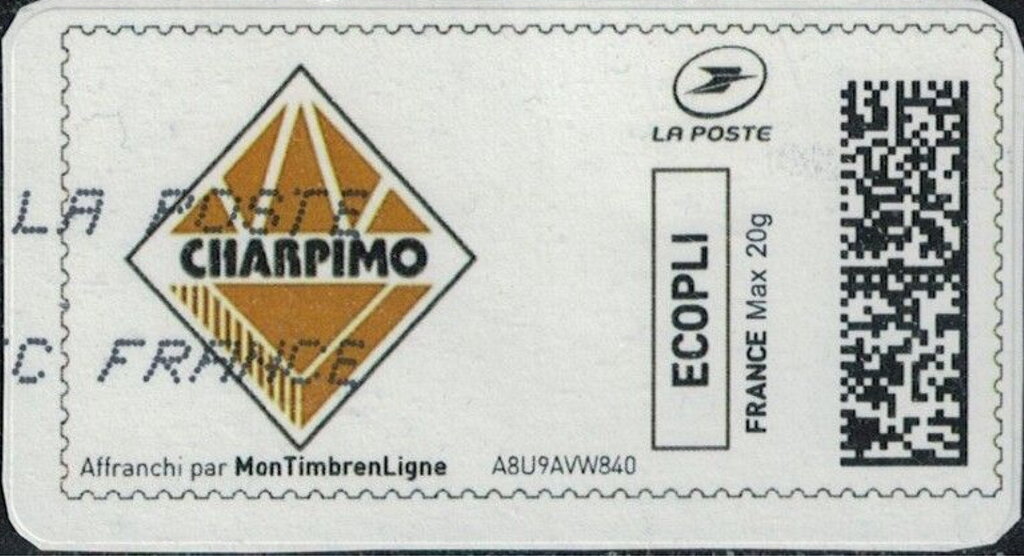 LA POSTE
LA POSTE
CHARPIMO
ECOPLI
FRANCE Max 20g
C FRANCE
Affranchi par MonTimbrenLigne A8U9AVW840